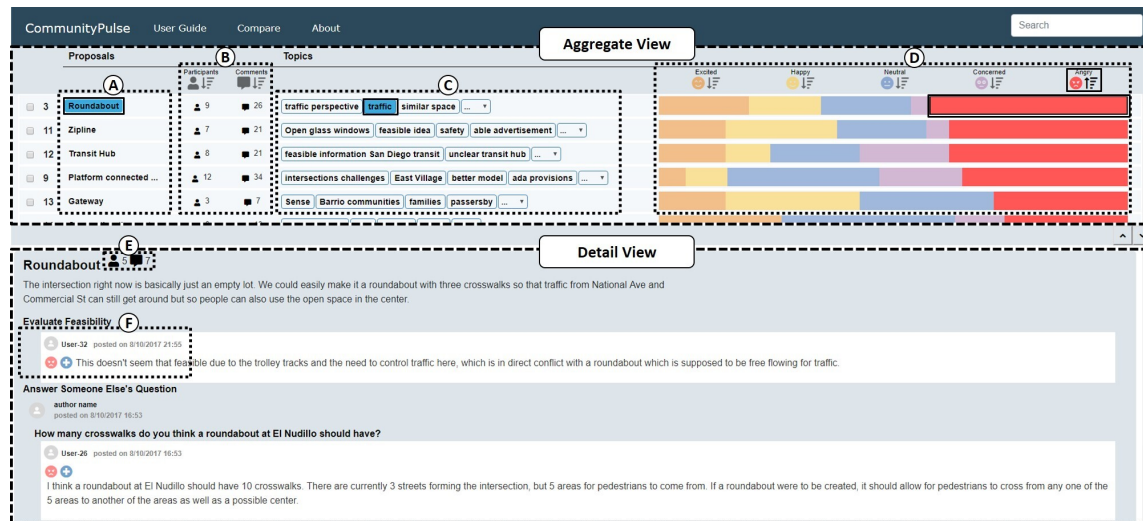 CommunityPulse User Guide Compare About Search
Aggregate View
Proposals Topics
A B C D
Participants Comments Excited Happy Neutral Concerned Angry
3 Roundabout 9 26 traffic perspective traffic similar space ...
11 Zipline 7 21 Open glass windows feasible idea safety able advertisement ...
12 Transit Hub 8 21 feasible information San Diego transit unclear transit hub ...
9 Platform connected ... 12 34 intersections challenges East Village better model ada provisions ...
13 Gateway 3 7 Sense Barrio communities families passersby ...
Detail View
E
Roundabout 5 7
The intersection right now is basically just an empty lot. We could easily make it a roundabout with three crosswalks so that traffic from National Ave and
Commercial St can still get around but so people can also use the open space in the center.
Evaluate Feasibility F
User-32 posted on 8/10/2017 21:55
This doesn't seem that feasible due to the trolley tracks and the need to control traffic here, which is in direct conflict with a roundabout which is supposed to be free flowing for traffic.
Answer Someone Else's Question
author name
posted on 8/10/2017 16:53
How many crosswalks do you think a roundabout at El Nudillo should have?
User-26 posted on 8/10/2017 16:53
I think a roundabout at El Nudillo should have 10 crosswalks. There are currently 3 streets forming the intersection, but 5 areas for pedestrians to come from. If a roundabout were to be created, it should allow for pedestrians to cross from any one of the
5 areas to another of the areas as well as a possible center.